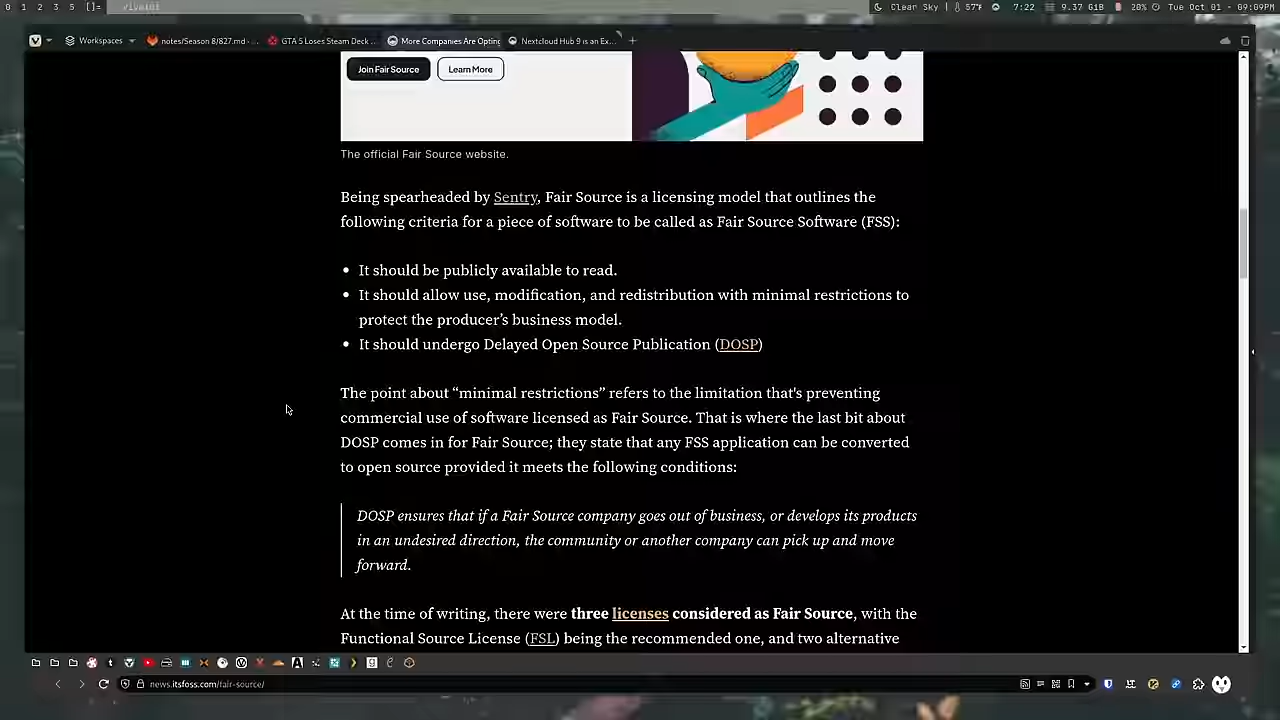 0 1 2 3 5 []= ~/Vivaldi Clear Sky | 57°F 7:22 9.37 GiB 20% Tue Oct 01 - 09:09PM
Workspaces notes/Season 8/827.md - ... GTA 5 Loses Steam Deck ... More Companies Are Opting Nextcloud Hub 9 is an Ex...
Join Fair Source Learn More
The official Fair Source website.
Being spearheaded by Sentry, Fair Source is a licensing model that outlines the
following criteria for a piece of software to be called as Fair Source Software (FSS):
• It should be publicly available to read.
• It should allow use, modification, and redistribution with minimal restrictions to
protect the producer’s business model.
• It should undergo Delayed Open Source Publication (DOSP)
The point about “minimal restrictions” refers to the limitation that's preventing
commercial use of software licensed as Fair Source. That is where the last bit about
DOSP comes in for Fair Source; they state that any FSS application can be converted
to open source provided it meets the following conditions:
DOSP ensures that if a Fair Source company goes out of business, or develops its products
in an undesired direction, the community or another company can pick up and move
forward.
At the time of writing, there were three licenses considered as Fair Source, with the
Functional Source License (FSL) being the recommended one, and two alternative
news.itsfoss.com/fair-source/